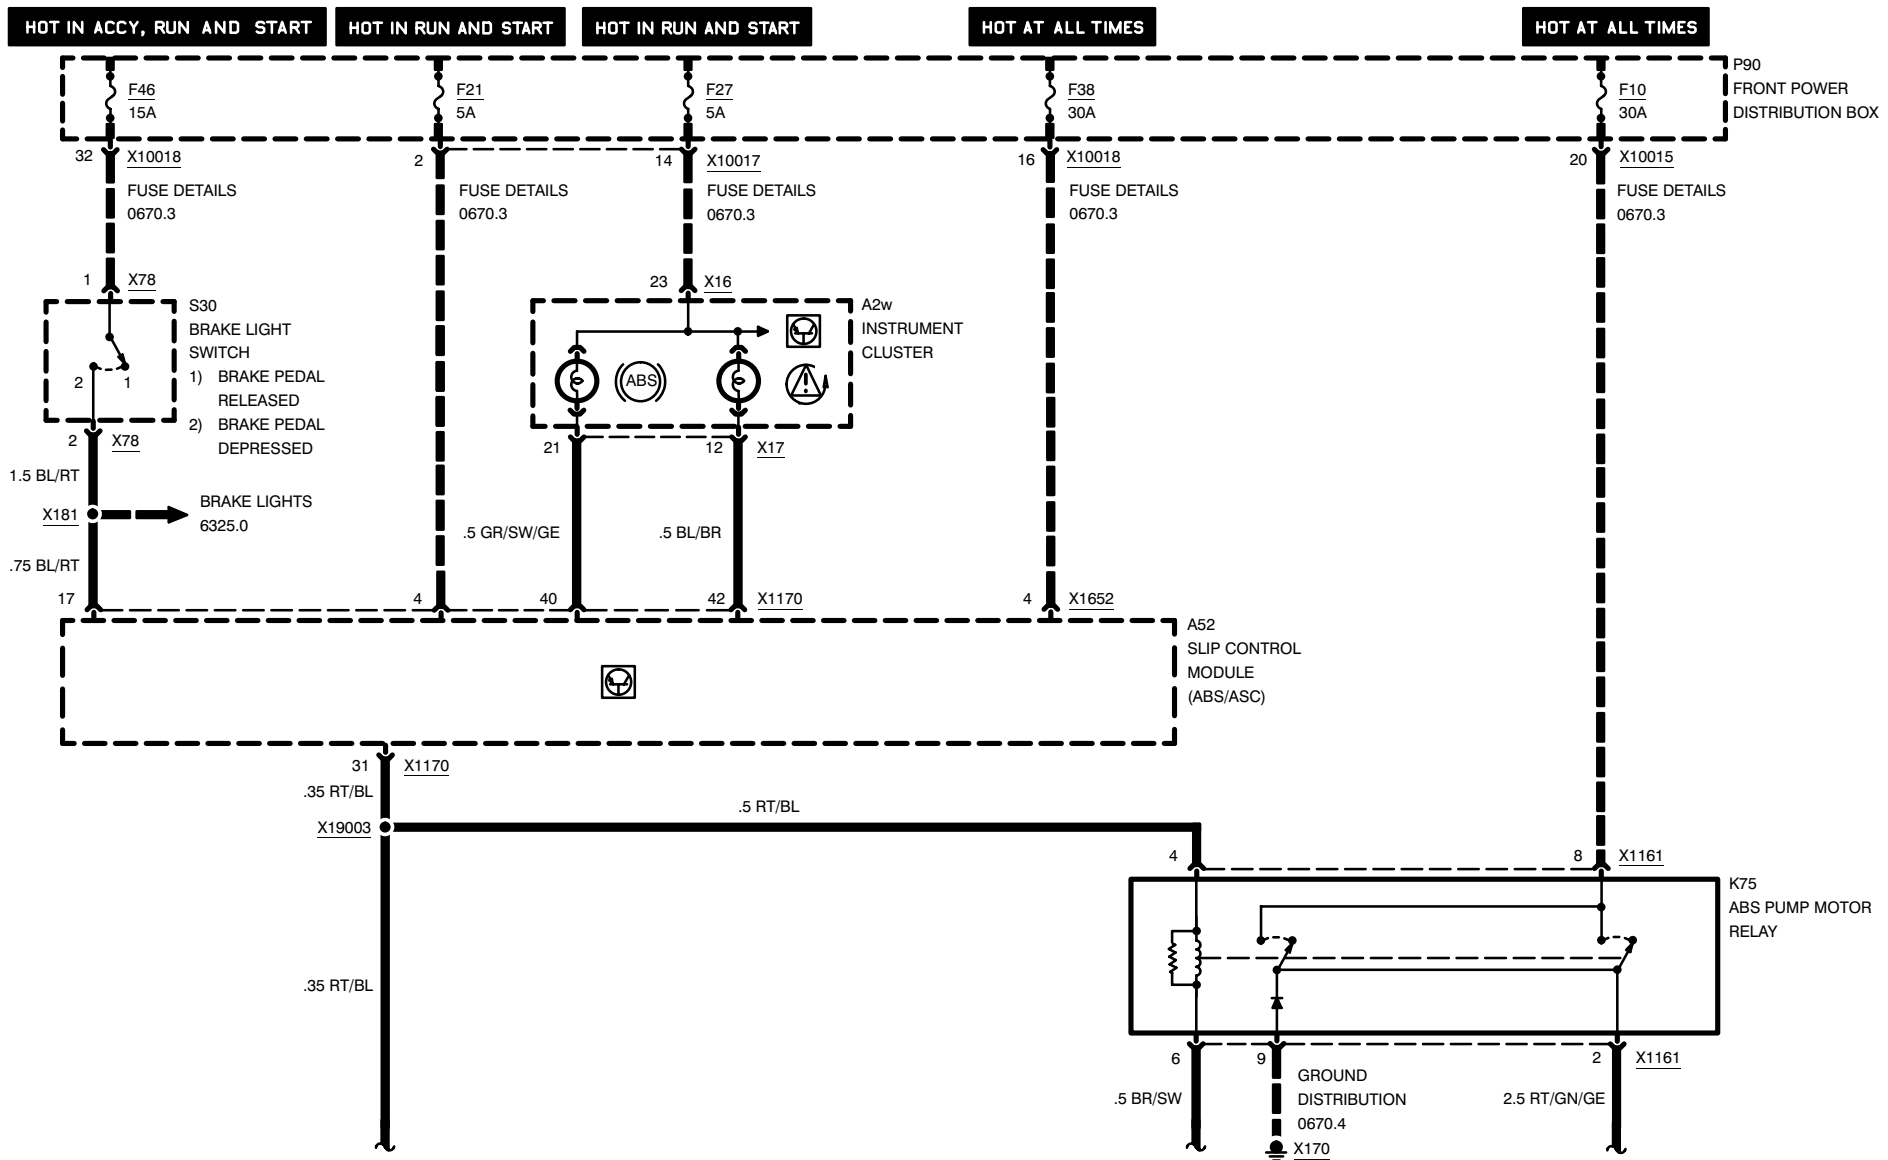 HOT IN ACCY, RUN AND START
HOT IN RUN AND START
HOT IN RUN AND START
HOT AT ALL TIMES
HOT AT ALL TIMES
P90
FRONT POWER
DISTRIBUTION BOX
F46
15A
F21
5A
F27
5A
F38
30A
F10
30A
32
X10018
2
14
X10017
16
X10018
20
X10015
FUSE DETAILS
0670.3
FUSE DETAILS
0670.3
FUSE DETAILS
0670.3
FUSE DETAILS
0670.3
FUSE DETAILS
0670.3
1
X78
23
X16
S30
BRAKE LIGHT
SWITCH
1) BRAKE PEDAL
RELEASED
2) BRAKE PEDAL
DEPRESSED
2
1
A2w
INSTRUMENT
CLUSTER
ABS
2
X78
21
12
X17
1.5 BL/RT
X181
BRAKE LIGHTS
6325.0
.5 GR/SW/GE
.5 BL/BR
.75 BL/RT
17
4
40
42
X1170
4
X1652
A52
SLIP CONTROL
MODULE
(ABS/ASC)
31
X1170
.35 RT/BL
.5 RT/BL
X19003
4
8
X1161
K75
ABS PUMP MOTOR
RELAY
.35 RT/BL
6
9
2
X1161
.5 BR/SW
GROUND
DISTRIBUTION
0670.4
2.5 RT/GN/GE
X170